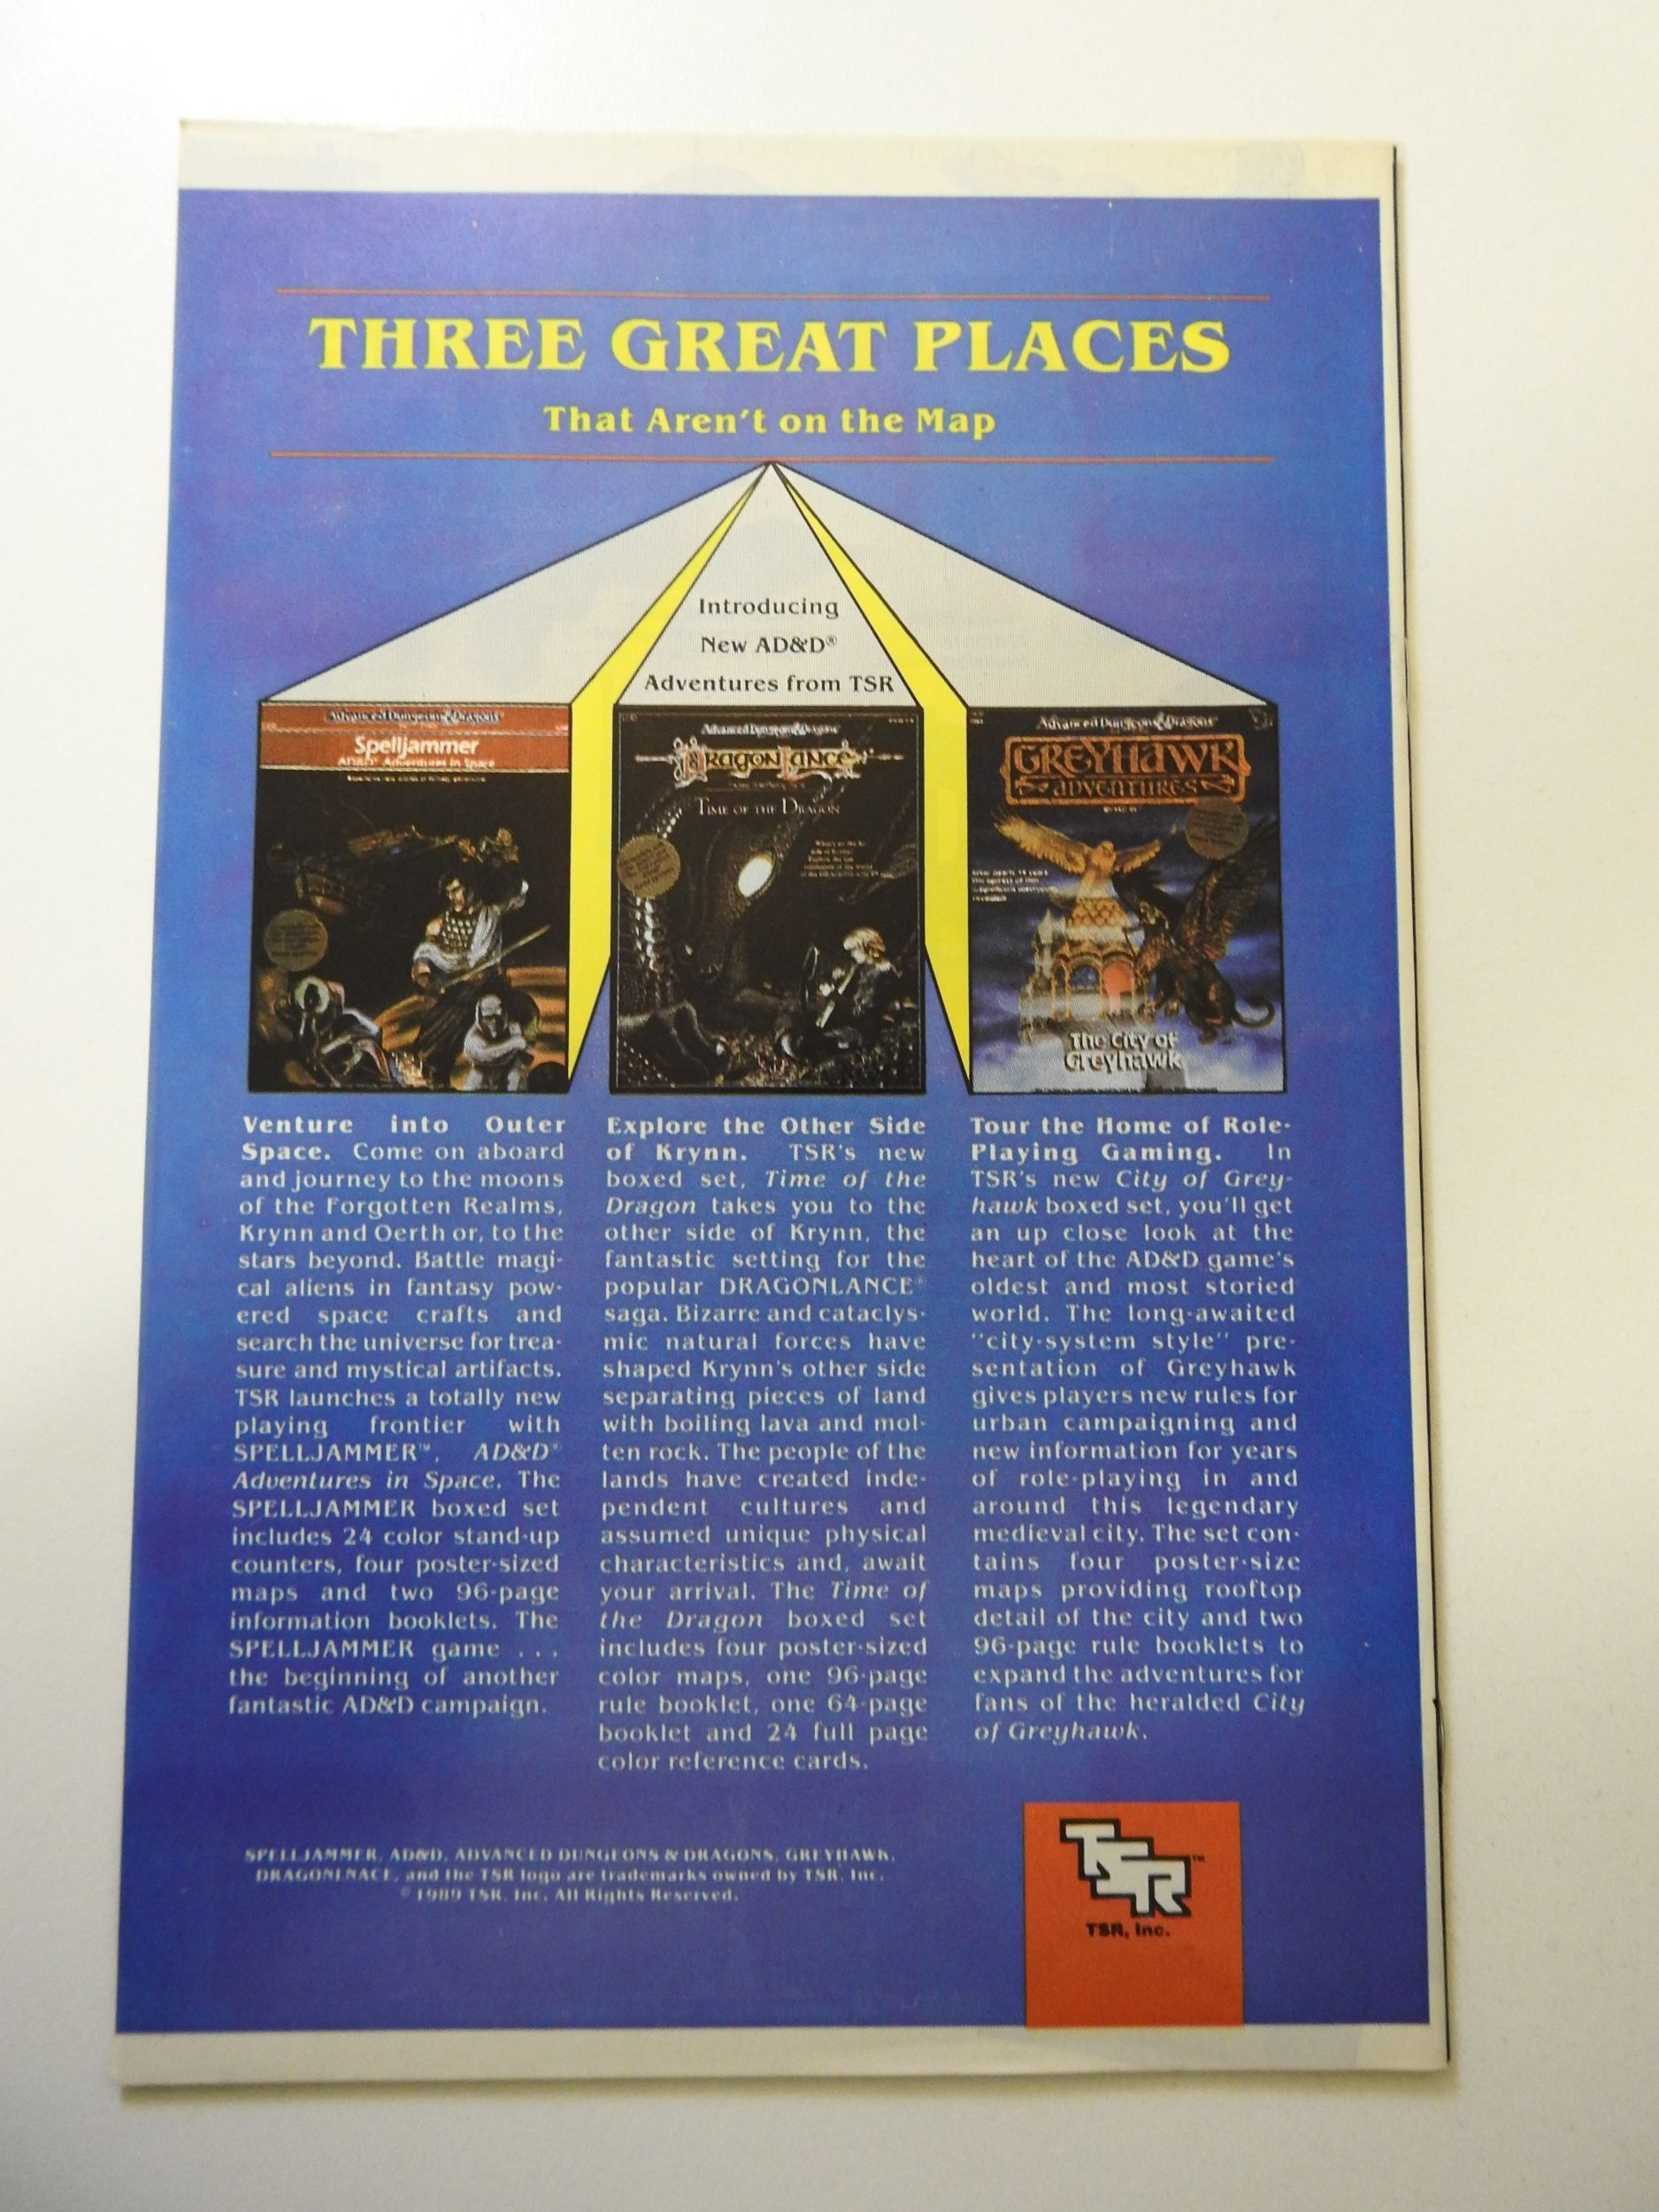 THREE GREAT PLACES
That Aren't on the Map
Introducing
New AD&D®
Adventures from TSR
Advanced Dungeons & Dragons
Spelljammer
AD&D® Adventures in Space
Advanced Dungeons & Dragons
DRAGONLANCE
TIME OF THE DRAGON
Advanced Dungeons & Dragons
GREYHAWK
ADVENTURES
The City of
Greyhawk
Venture into Outer
Space. Come on aboard
and journey to the moons
of the Forgotten Realms,
Krynn and Oerth or, to the
stars beyond. Battle magi-
cal aliens in fantasy pow-
ered space crafts and
search the universe for trea-
sure and mystical artifacts.
TSR launches a totally new
playing frontier with
SPELLJAMMER™, AD&D®
Adventures in Space. The
SPELLJAMMER boxed set
includes 24 color stand-up
counters, four poster-sized
maps and two 96-page
information booklets. The
SPELLJAMMER game . . .
the beginning of another
fantastic AD&D campaign.
Explore the Other Side
of Krynn. TSR's new
boxed set, Time of the
Dragon takes you to the
other side of Krynn, the
fantastic setting for the
popular DRAGONLANCE®
saga. Bizarre and cataclys-
mic natural forces have
shaped Krynn's other side
separating pieces of land
with boiling lava and mol-
ten rock. The people of the
lands have created inde-
pendent cultures and
assumed unique physical
characteristics and, await
your arrival. The Time of
the Dragon boxed set
includes four poster-sized
color maps, one 96-page
rule booklet, one 64-page
booklet and 24 full page
color reference cards.
Tour the Home of Role-
Playing Gaming. In
TSR's new City of Grey-
hawk boxed set, you'll get
an up close look at the
heart of the AD&D game's
oldest and most storied
world. The long-awaited
"city-system style" pre-
sentation of Greyhawk
gives players new rules for
urban campaigning and
new information for years
of role-playing in and
around this legendary
medieval city. The set con-
tains four poster-size
maps providing rooftop
detail of the city and two
96-page rule booklets to
expand the adventures for
fans of the heralded City
of Greyhawk.
SPELLJAMMER, AD&D, ADVANCED DUNGEONS & DRAGONS, GREYHAWK,
DRAGONLNACE, and the TSR logo are trademarks owned by TSR, Inc.
© 1989 TSR, Inc. All Rights Reserved.
TSR™
TSR, Inc.